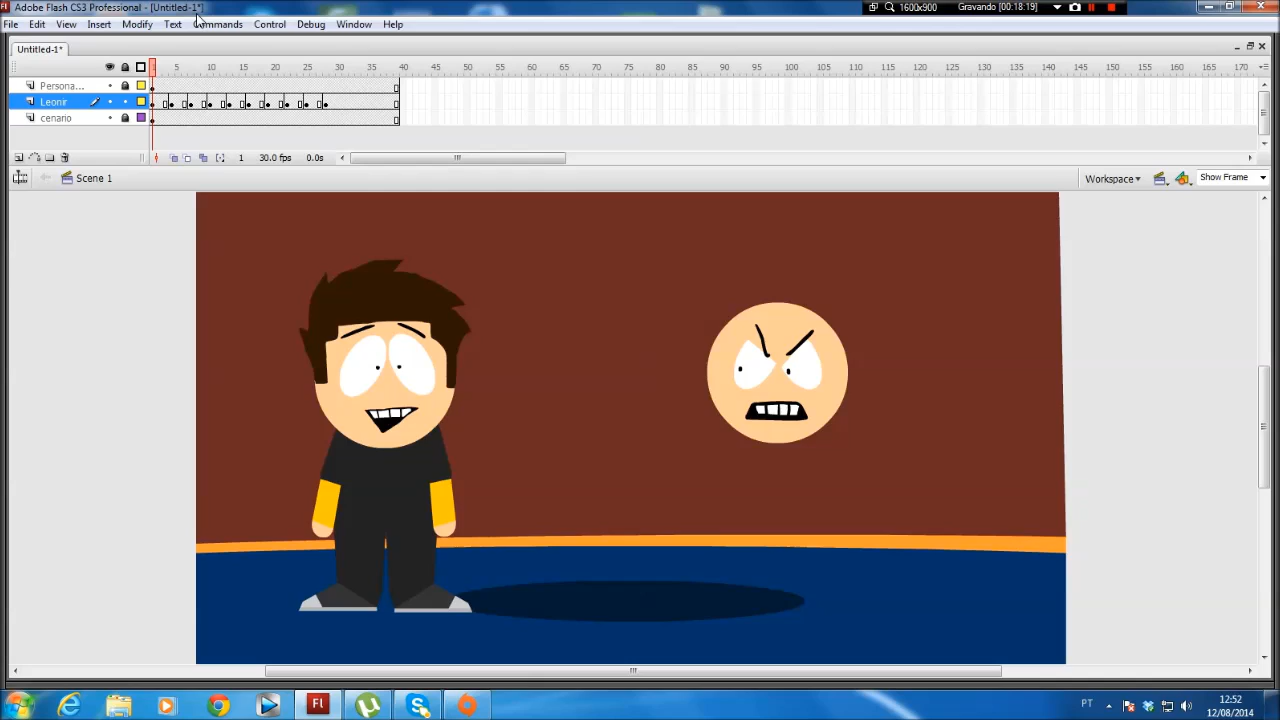 Adobe Flash CS3 Professional - [Untitled-1*]
1600x900 Gravando [00:18:19]
File Edit View Insert Modify Text Commands Control Debug Window Help
Untitled-1*
5 10 15 20 25 30 35 40 45 50 55 60 65 70 75 80 85 90 95 100 105 110 115 120 125 130 135 140 145 150 155 160 165 170
Persona...
Leonir
cenario
1 30.0 fps 0.0s
Scene 1 Workspace Show Frame
PT 12:52
12/08/2014